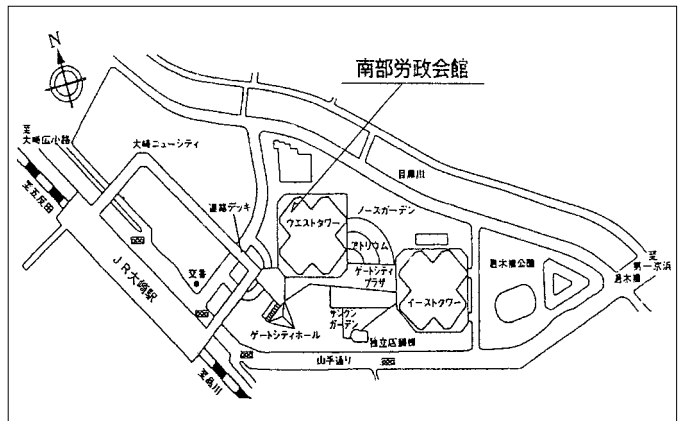 N
南部労政会館
至
大崎広小路
大崎ニューシティ
目黒川
至五反田
連絡デッキ
ウエストタワー
ノースガーデン
アトリウム
ゲートシティ
プラザ
居木橋公園
至
第一京浜
居木橋
JR大崎駅
交番
イーストタワー
サンクン
ガーデン
ゲートシティホール
独立店舗棟
山手通り
至品川